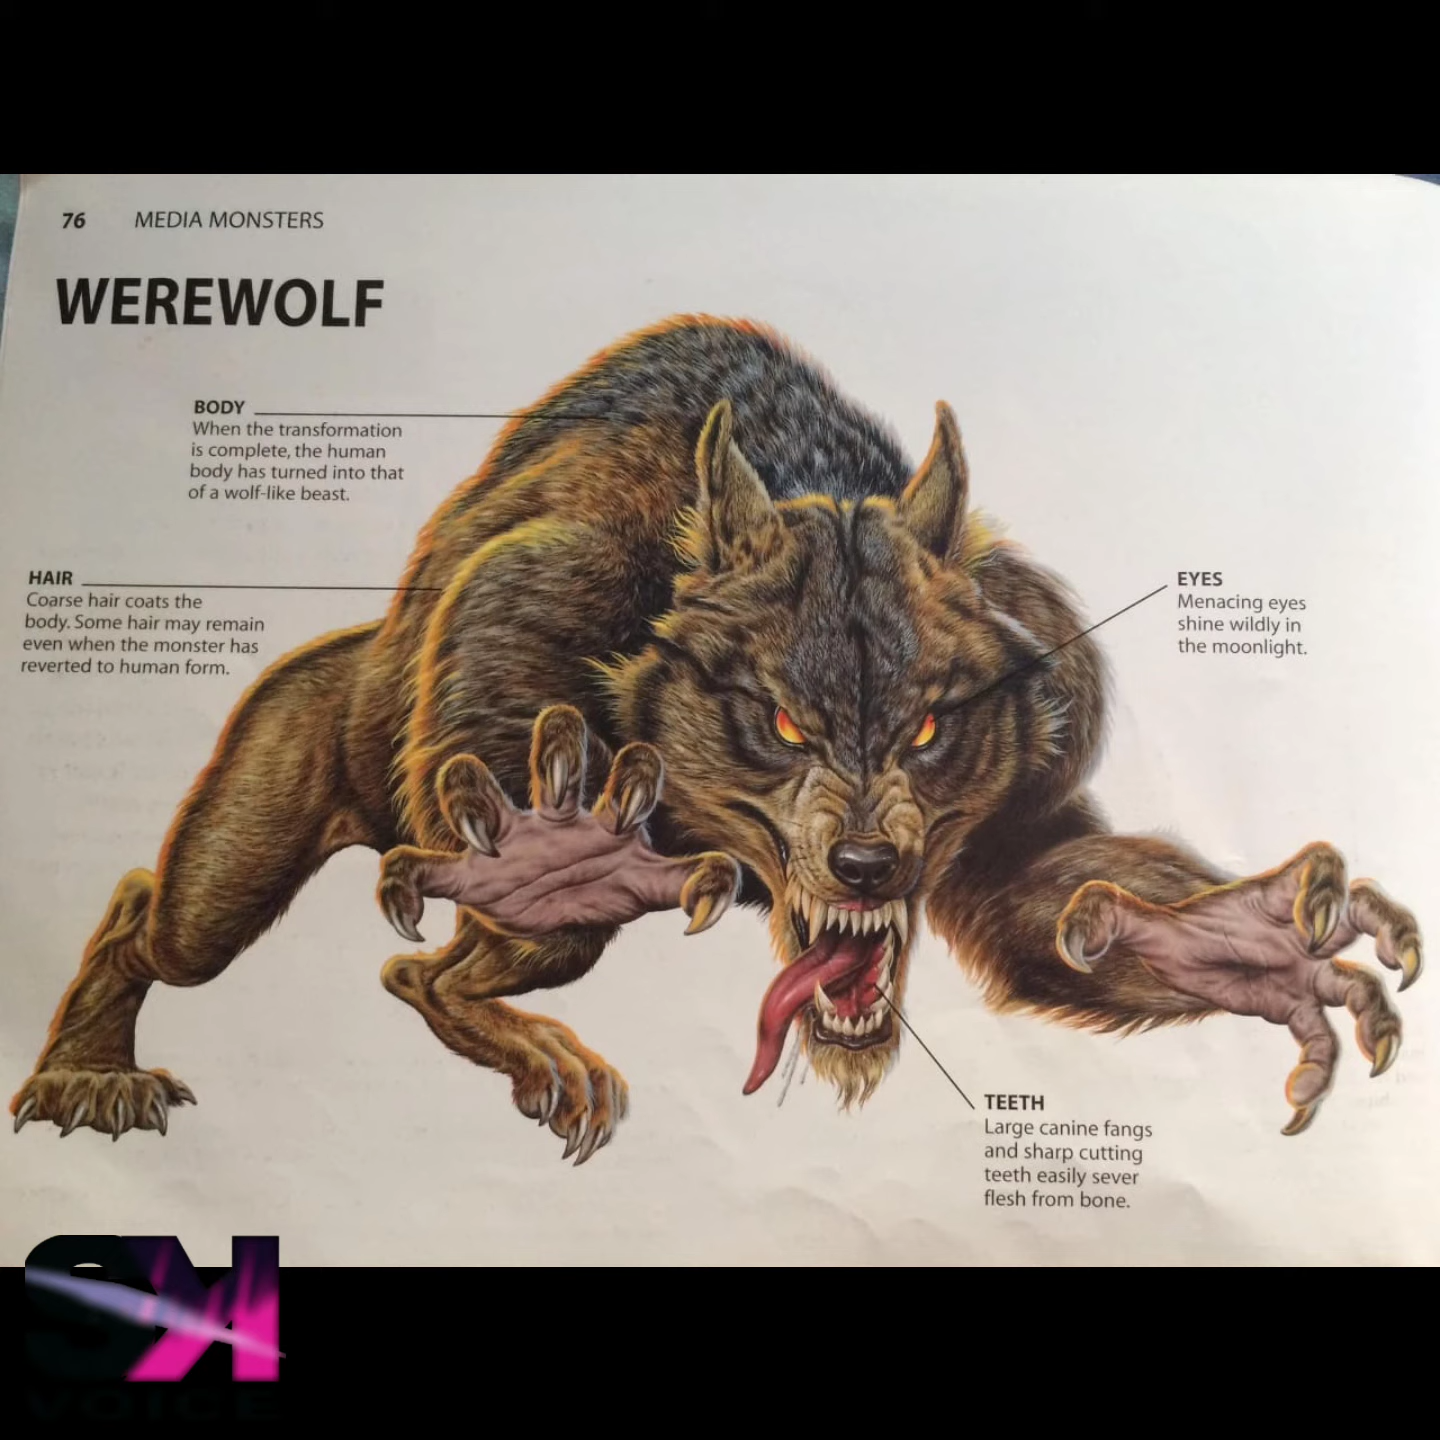 76 MEDIA MONSTERS
WEREWOLF
BODY
When the transformation
is complete, the human
body has turned into that
of a wolf-like beast.
HAIR
Coarse hair coats the
body. Some hair may remain
even when the monster has
reverted to human form.
EYES
Menacing eyes
shine wildly in
the moonlight.
TEETH
Large canine fangs
and sharp cutting
teeth easily sever
flesh from bone.
SK
VOICE